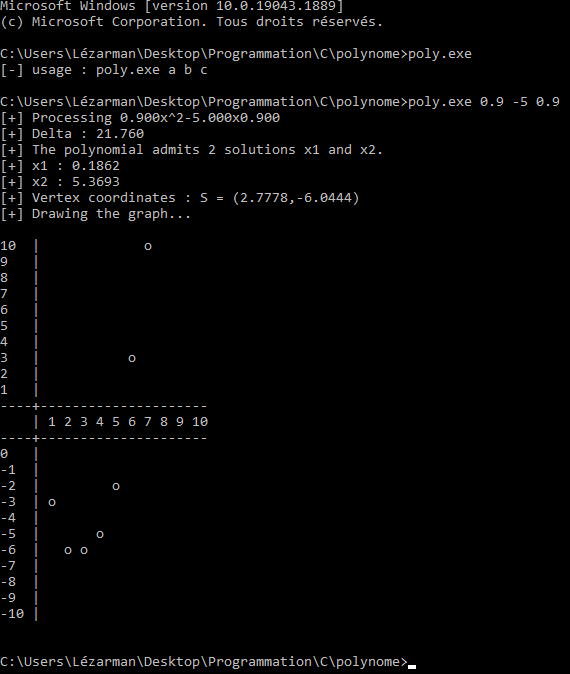 Microsoft Windows [version 10.0.19043.1889]
(c) Microsoft Corporation. Tous droits réservés.
C:\Users\Lézarman\Desktop\Programmation\C\polynome>poly.exe
[-] usage : poly.exe a b c
C:\Users\Lézarman\Desktop\Programmation\C\polynome>poly.exe 0.9 -5 0.9
[+] Processing 0.900x^2-5.000x0.900
[+] Delta : 21.760
[+] The polynomial admits 2 solutions x1 and x2.
[+] x1 : 0.1862
[+] x2 : 5.3693
[+] Vertex coordinates : S = (2.7778,-6.0444)
[+] Drawing the graph...
10  |             o
9   |
8   |
7   |
6   |
5   |
4   |
3   |           o
2   |
1   |
----+---------------------
    | 1 2 3 4 5 6 7 8 9 10
----+---------------------
0   |
-1  |
-2  |         o
-3  | o
-4  |
-5  |       o
-6  |   o o
-7  |
-8  |
-9  |
-10 |
C:\Users\Lézarman\Desktop\Programmation\C\polynome>